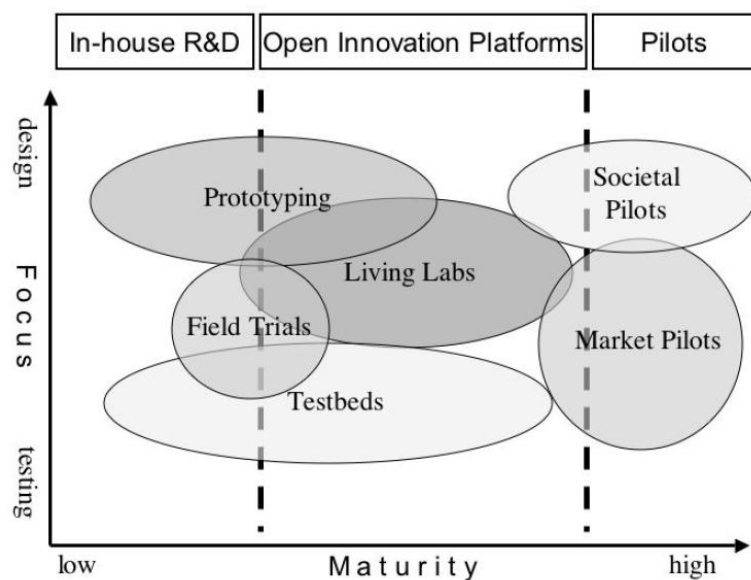 In-house R&D
Open Innovation Platforms
Pilots
design
Focus
testing
Prototyping
Societal
Pilots
Living Labs
Field Trials
Market Pilots
Testbeds
low
Maturity
high